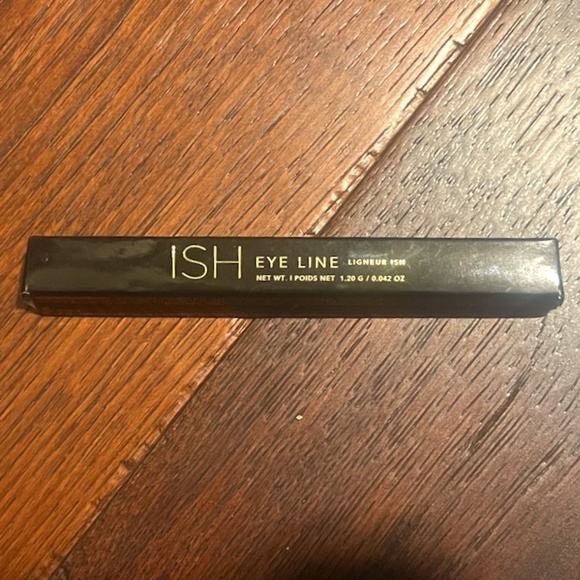 ISH EYE LINE LIGNEUR ISH
NET WT. I POIDS NET 1.20 G / 0.042 OZ